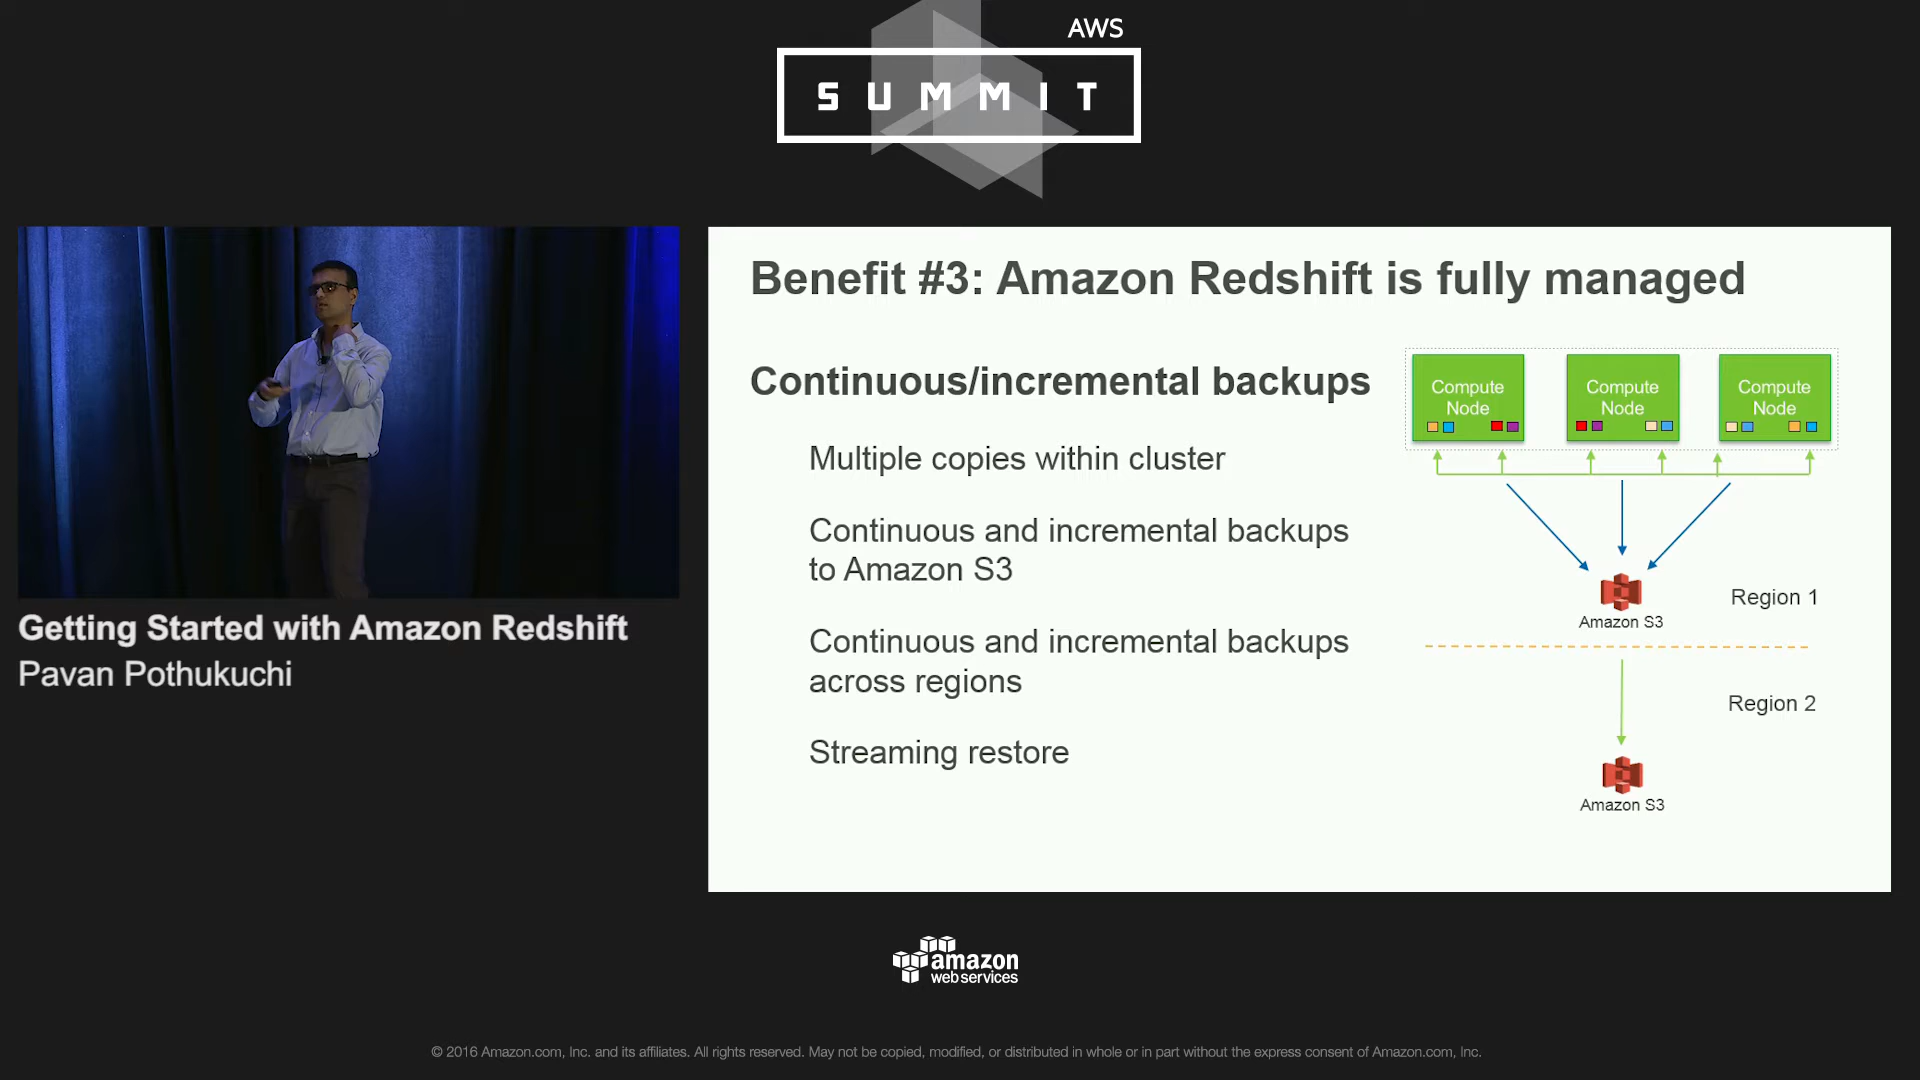 AWS
SUMMIT
Getting Started with Amazon Redshift
Pavan Pothukuchi
Benefit #3: Amazon Redshift is fully managed
Continuous/incremental backups
Multiple copies within cluster
Continuous and incremental backups
to Amazon S3
Continuous and incremental backups
across regions
Streaming restore
Compute
Node
Compute
Node
Compute
Node
Amazon S3
Region 1
Region 2
Amazon S3
amazon
webservices
© 2016 Amazon.com, Inc. and its affiliates. All rights reserved. May not be copied, modified, or distributed in whole or in part without the express consent of Amazon.com, Inc.